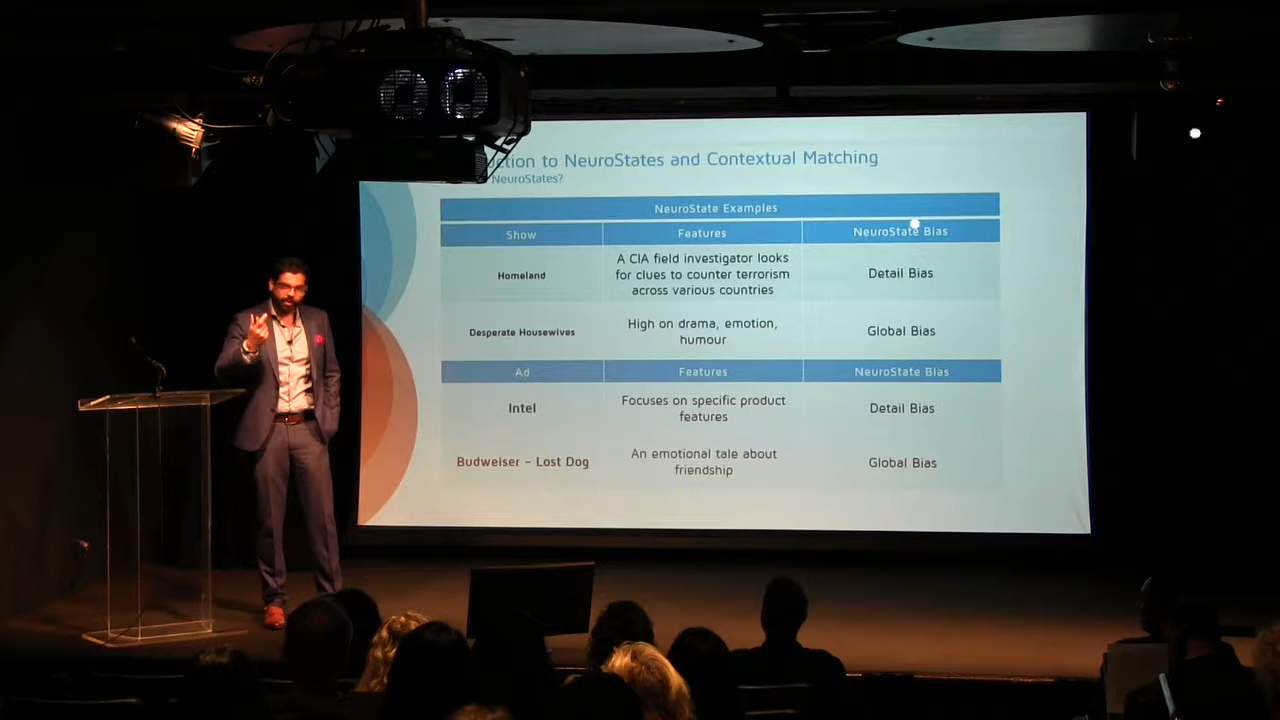 to NeuroStates and Contextual Matching
NeuroStates?
NeuroState Examples
Show Features NeuroState Bias
Homeland
A CIA field investigator looks
for clues to counter terrorism
across various countries
Detail Bias
Desperate Housewives
High on drama, emotion,
humour
Global Bias
Ad Features NeuroState Bias
Intel
Focuses on specific product
features
Detail Bias
Budweiser – Lost Dog
An emotional tale about
friendship
Global Bias